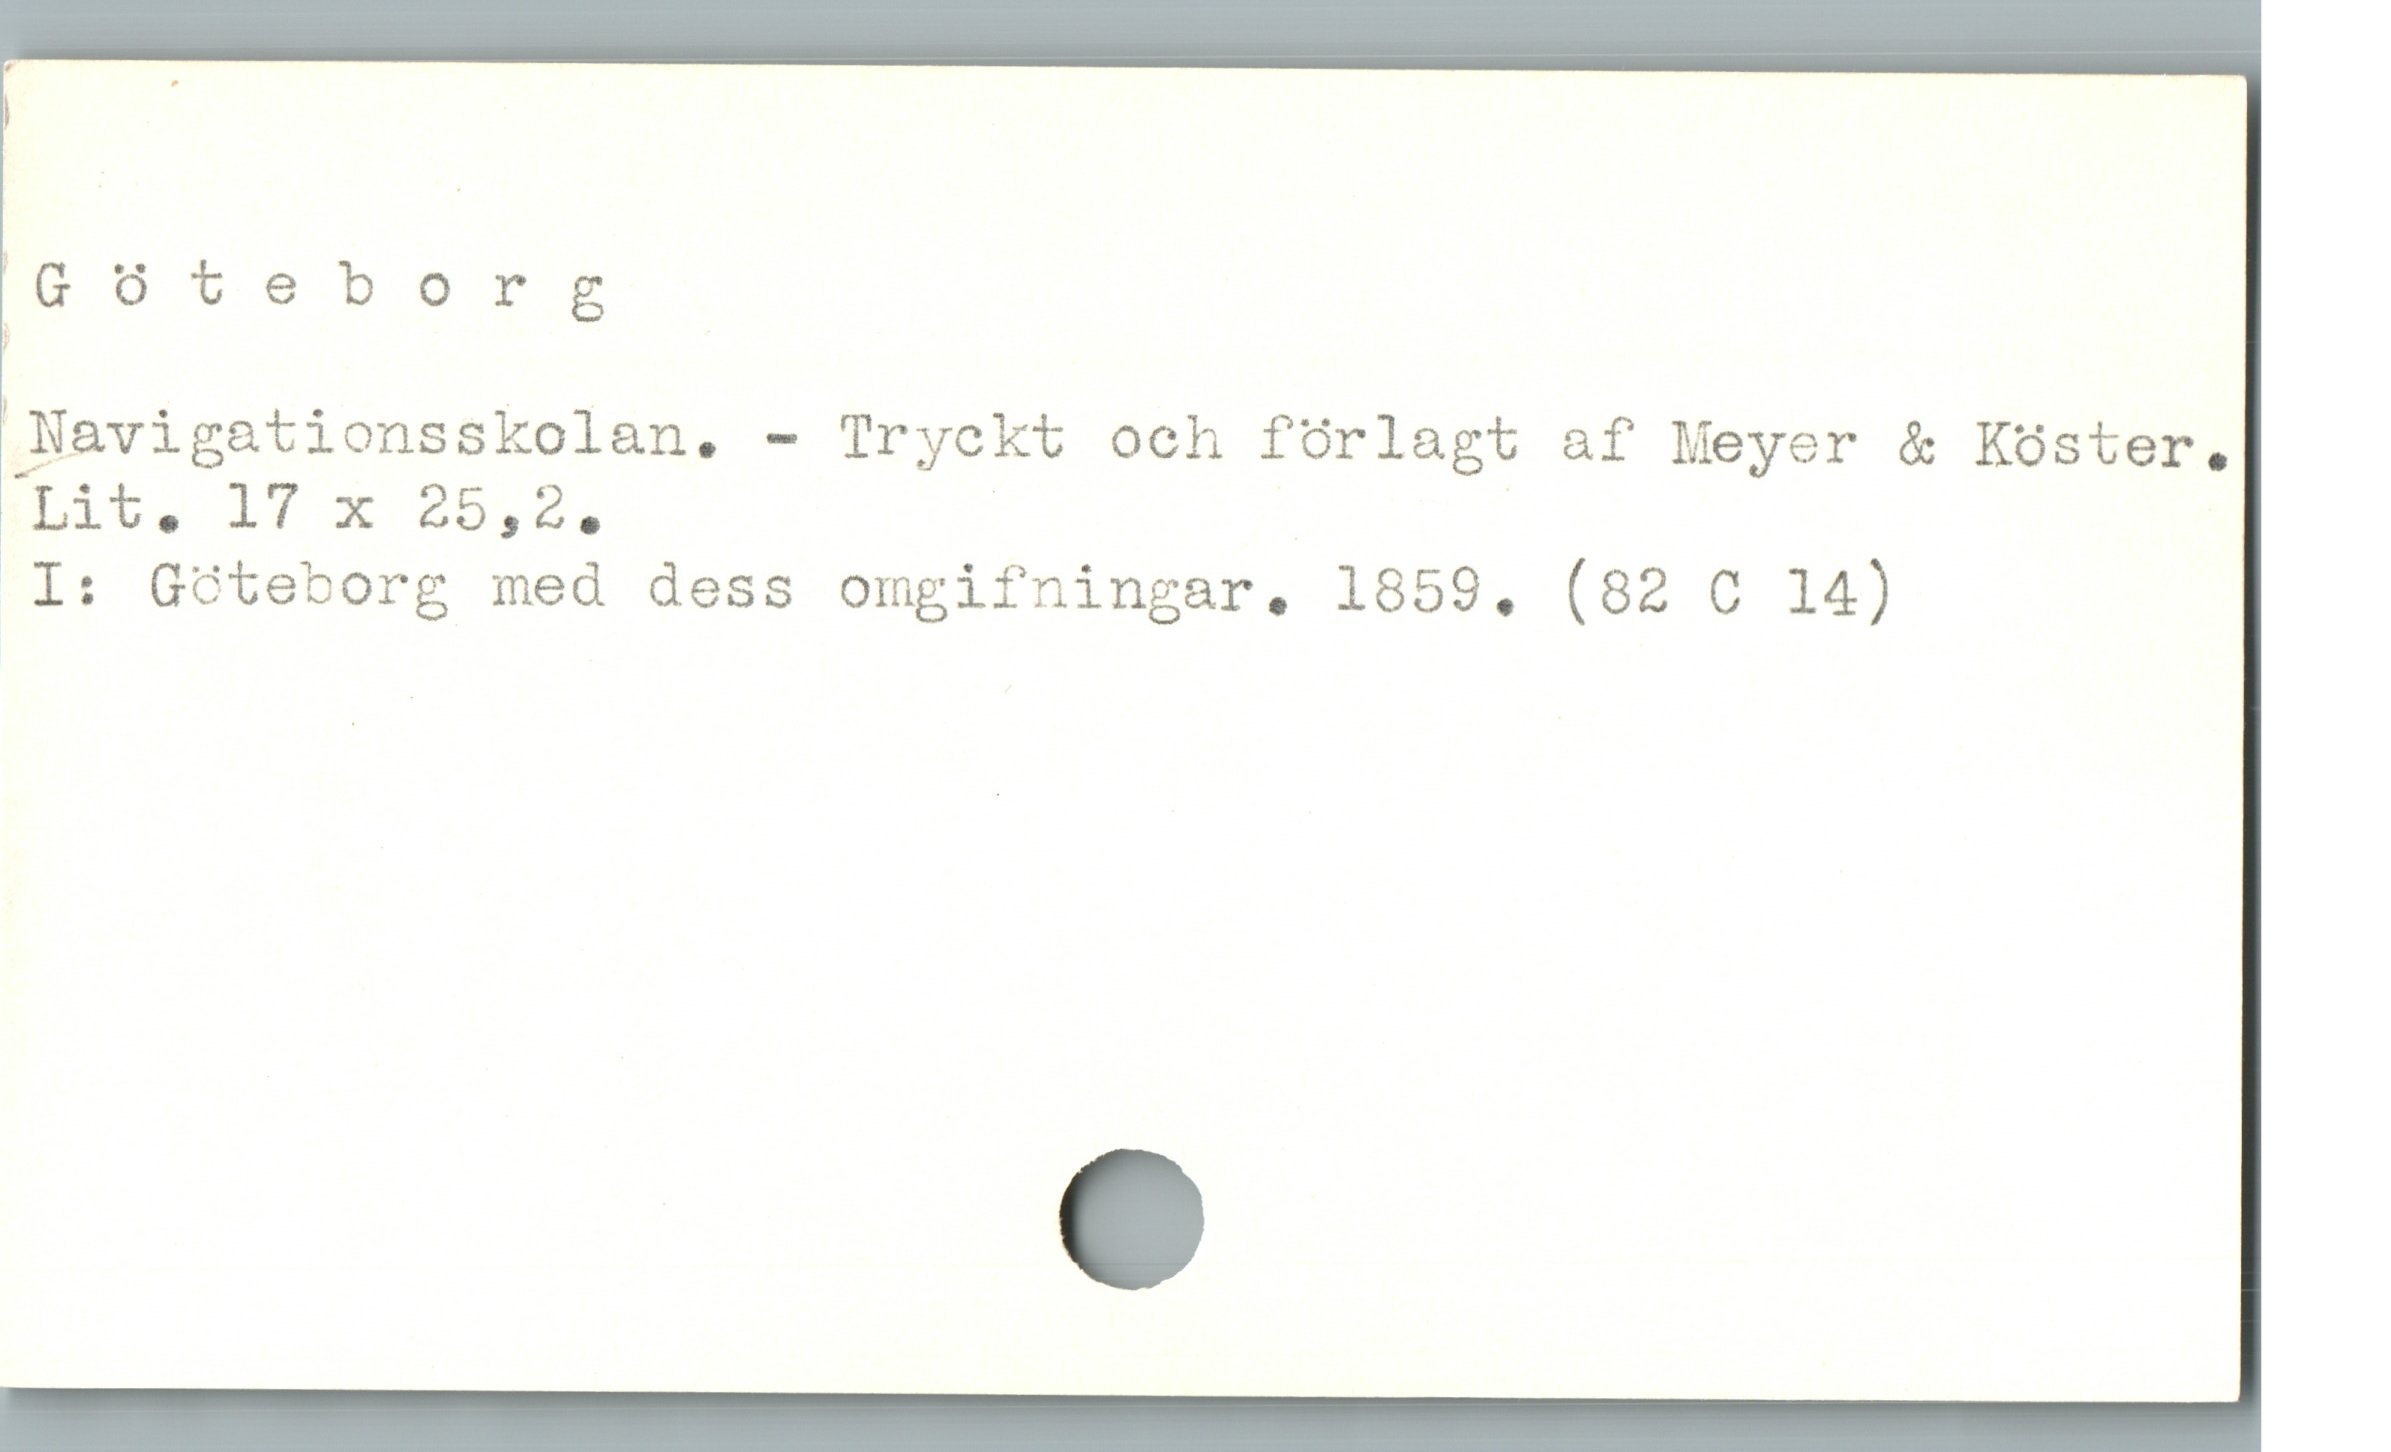 G ö t e b o r g
Navigationsskolan. - Tryckt och förlagt af Meyer & Köster.
Lit. 17 x 25,2.
I: Göteborg med dess omgifningar. 1859. (82 C 14)